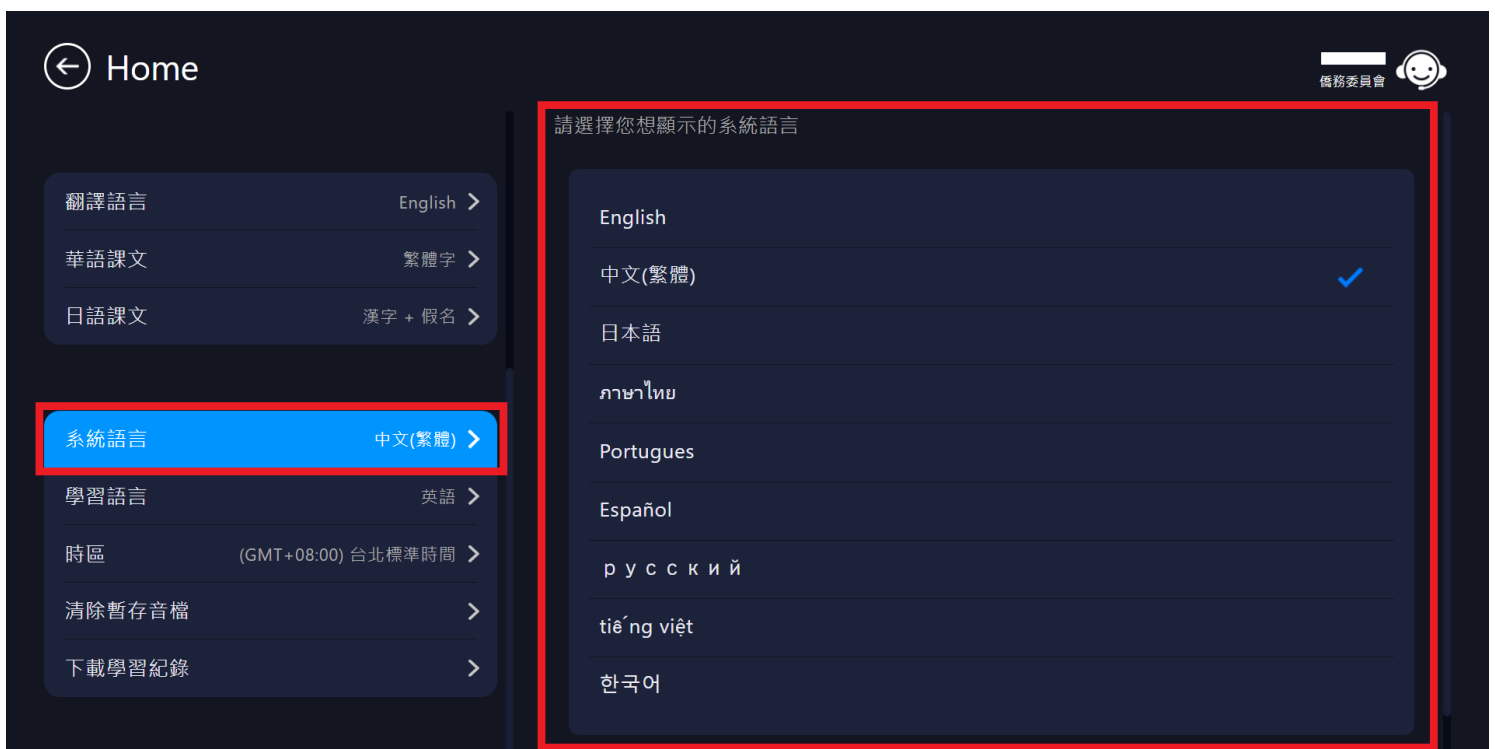 Home
僑務委員會
翻譯語言 English
華語課文 繁體字
日語課文 漢字 + 假名
系統語言 中文(繁體)
學習語言 英語
時區 (GMT+08:00) 台北標準時間
清除暫存音檔
下載學習紀錄
請選擇您想顯示的系統語言
English
中文(繁體)
日本語
ภาษาไทย
Portugues
Español
русский
tiếng việt
한국어